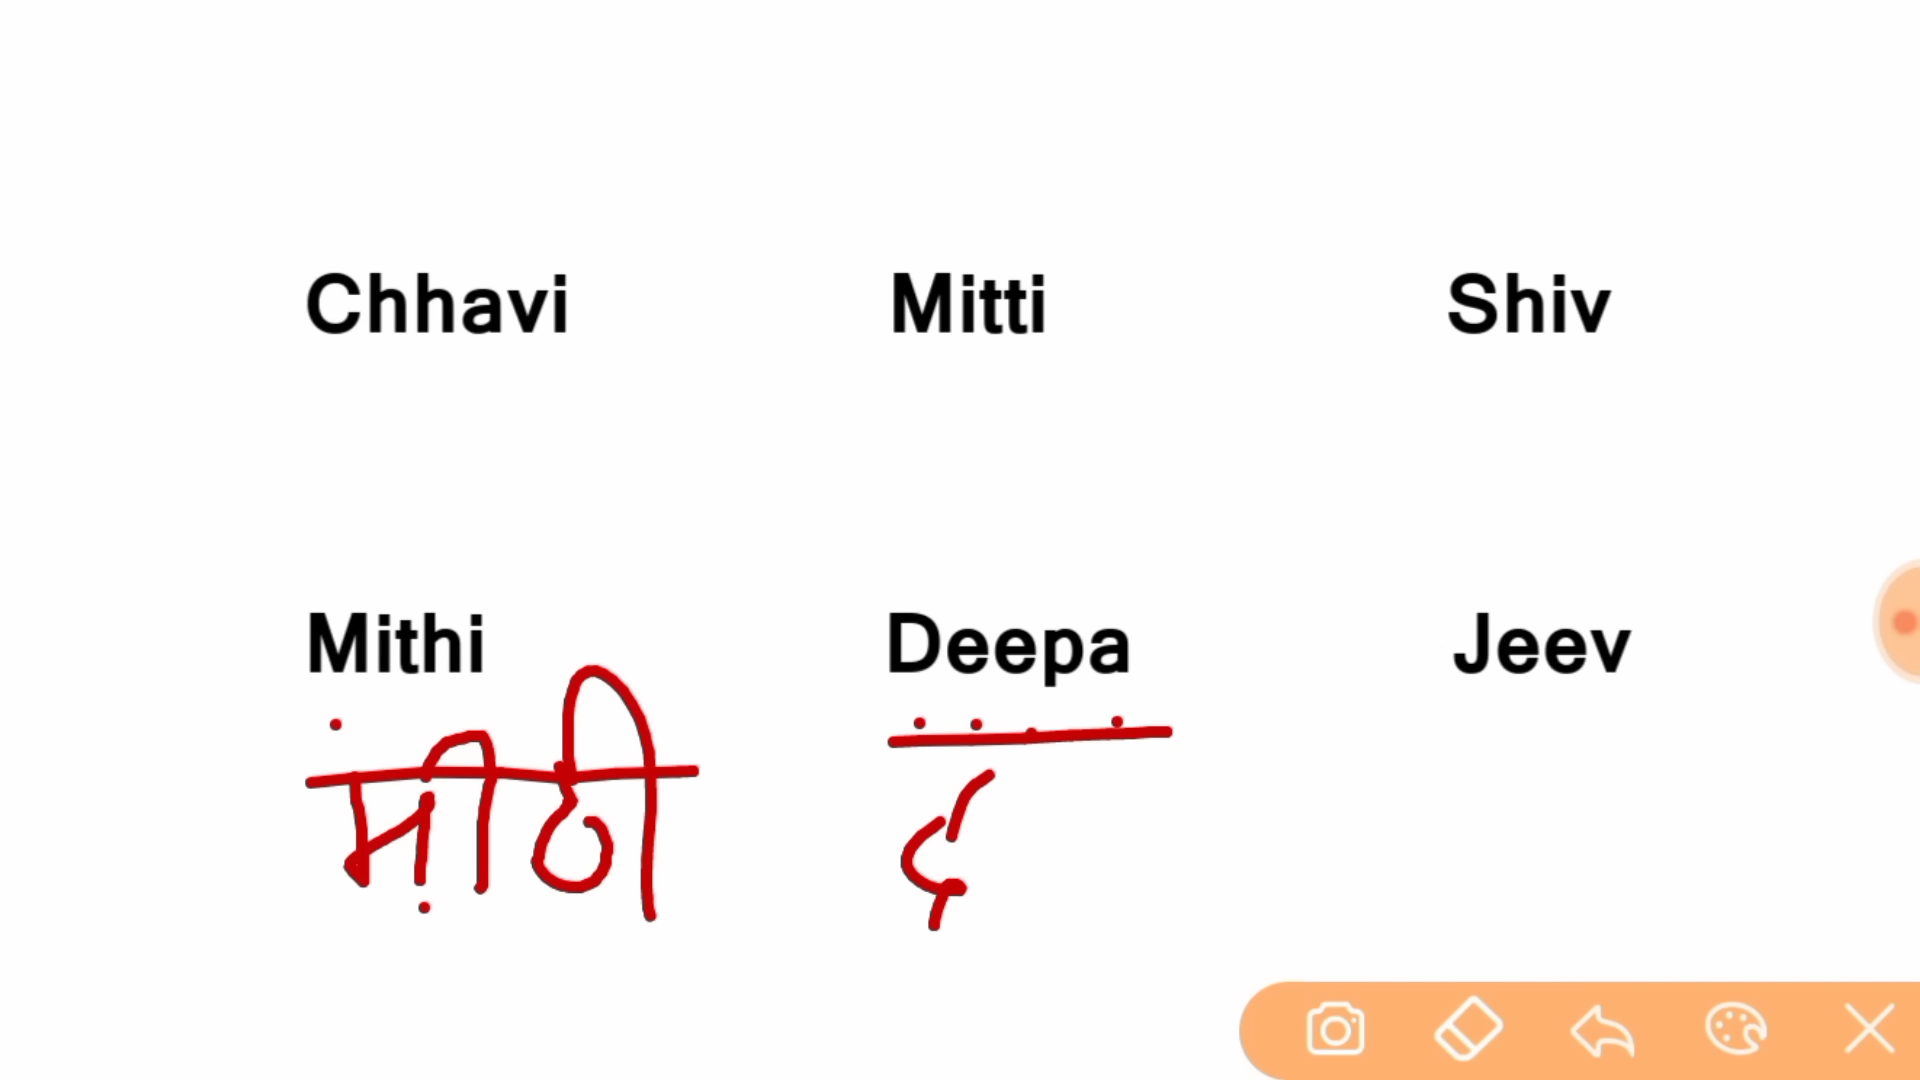 Chhavi Mitti Shiv
Mithi Deepa Jeev
मीठी द